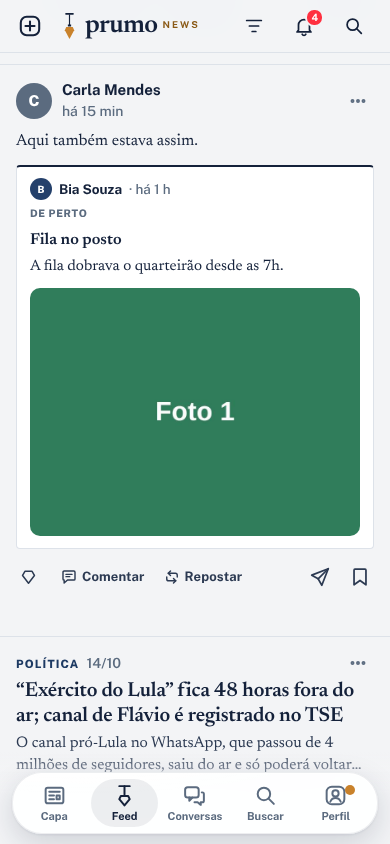 prumo NEWS
4
C
Carla Mendes
há 15 min
Aqui também estava assim.
B Bia Souza · há 1 h
DE PERTO
Fila no posto
A fila dobrava o quarteirão desde as 7h.
Foto 1
Comentar Repostar
POLÍTICA 14/10
“Exército do Lula” fica 48 horas fora do
ar; canal de Flávio é registrado no TSE
O canal pró-Lula no WhatsApp, que passou de 4
milhões de seguidores, saiu do ar e só poderá voltar...
Capa Feed Conversas Buscar Perfil